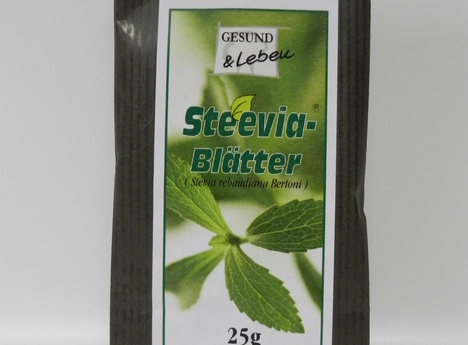 GESUND
& Leben
Steevia-®
Blätter
( Stevia rebaudiana Bertoni )
25g